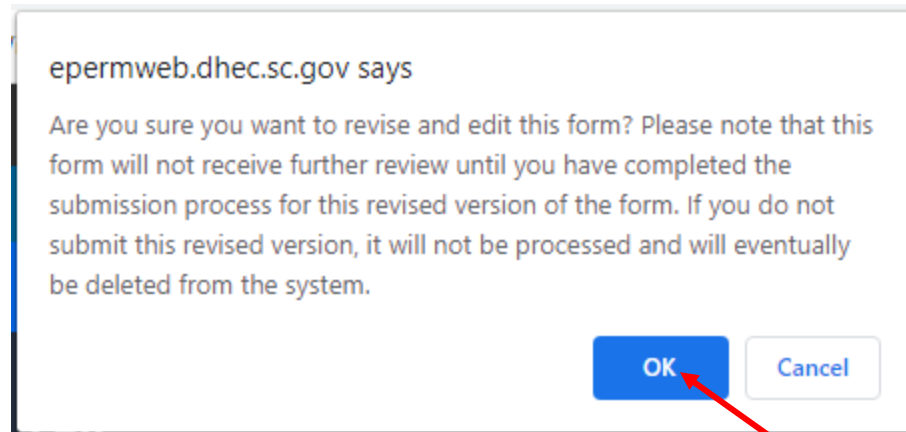 epermweb.dhec.sc.gov says
Are you sure you want to revise and edit this form? Please note that this
form will not receive further review until you have completed the
submission process for this revised version of the form. If you do not
submit this revised version, it will not be processed and will eventually
be deleted from the system.
OK Cancel